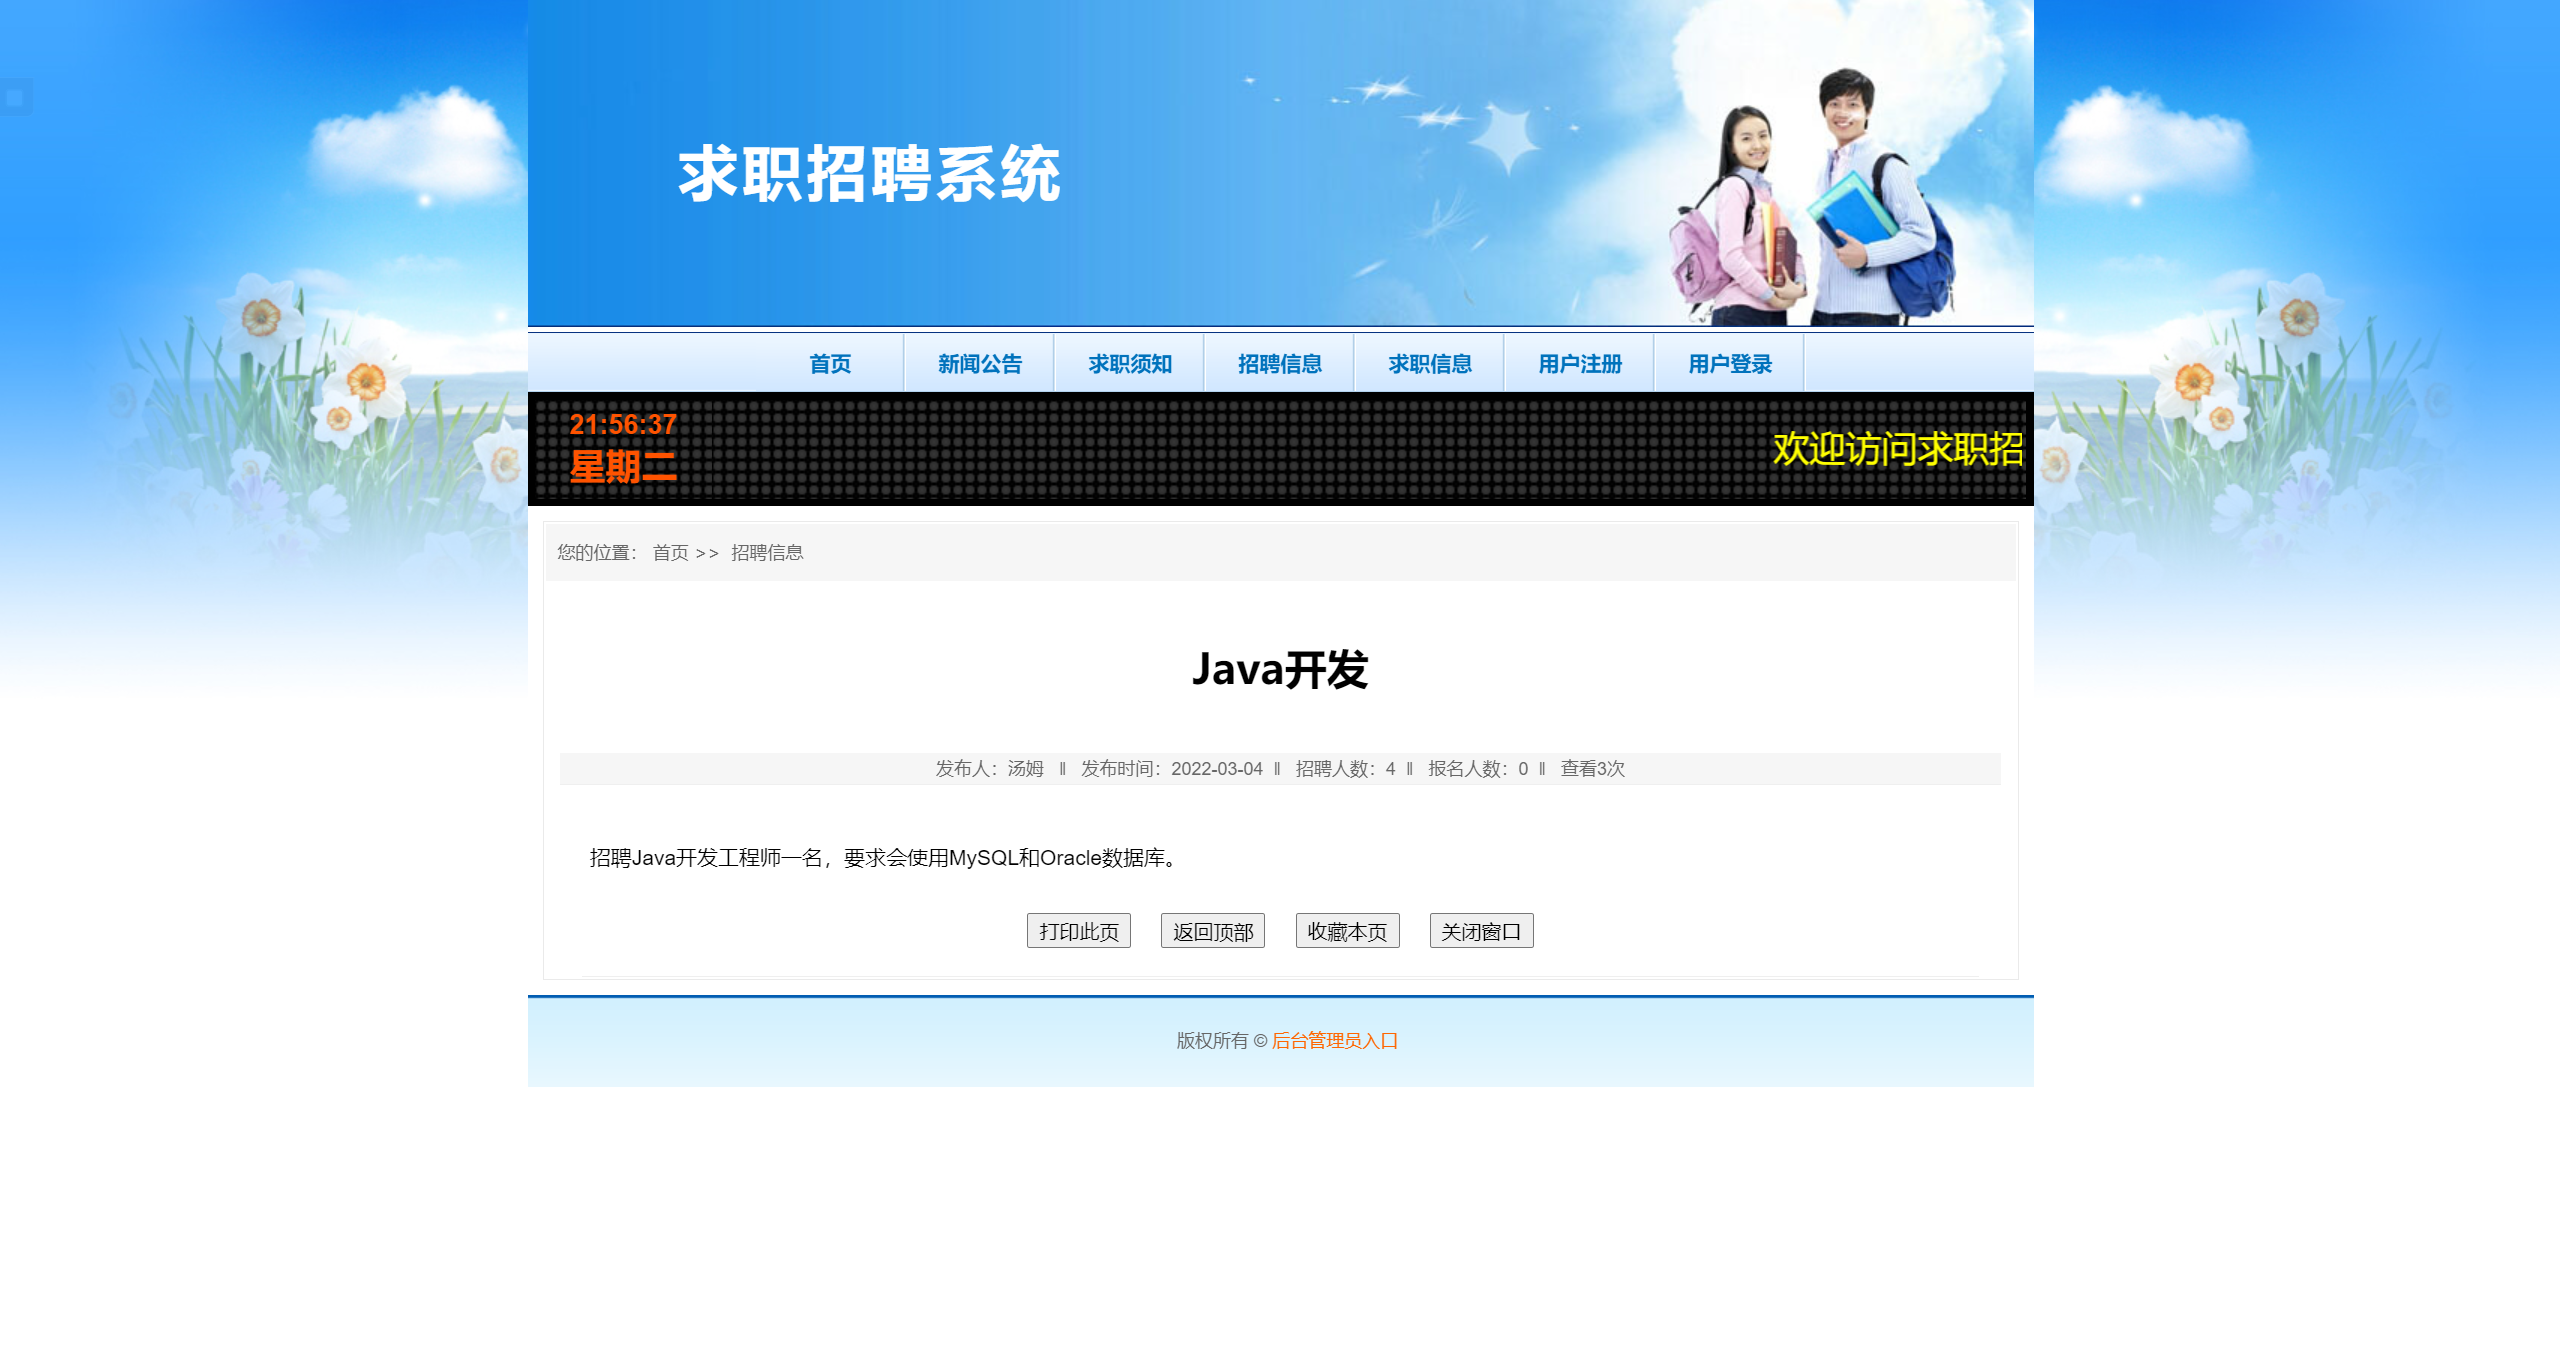 求职招聘系统
首页 新闻公告 求职须知 招聘信息 求职信息 用户注册 用户登录
21:56:37
星期二
欢迎访问求职招
您的位置： 首页 >> 招聘信息
Java开发
发布人：汤姆 ‖ 发布时间：2022-03-04 ‖ 招聘人数：4 ‖ 报名人数：0 ‖ 查看3次
招聘Java开发工程师一名，要求会使用MySQL和Oracle数据库。
打印此页 返回顶部 收藏本页 关闭窗口
版权所有 © 后台管理员入口